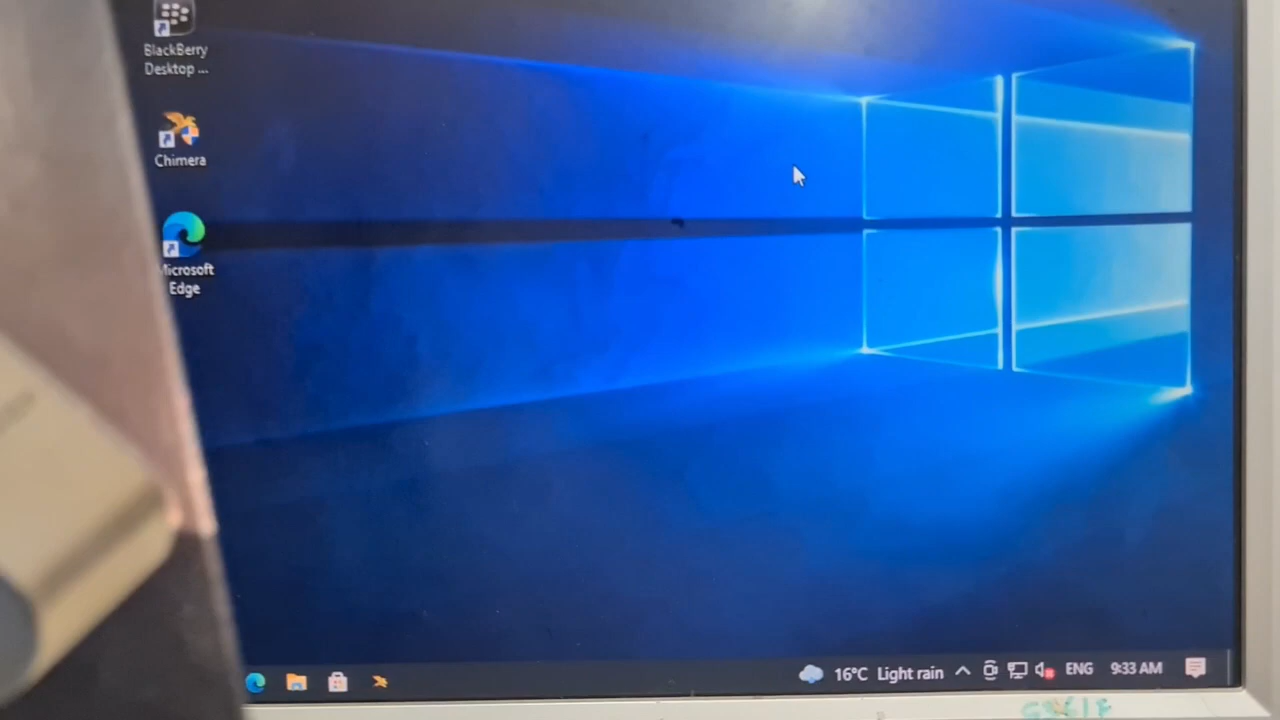 BlackBerry
Desktop ...
Chimera
Microsoft
Edge
16°C Light rain
ENG
9:33 AM